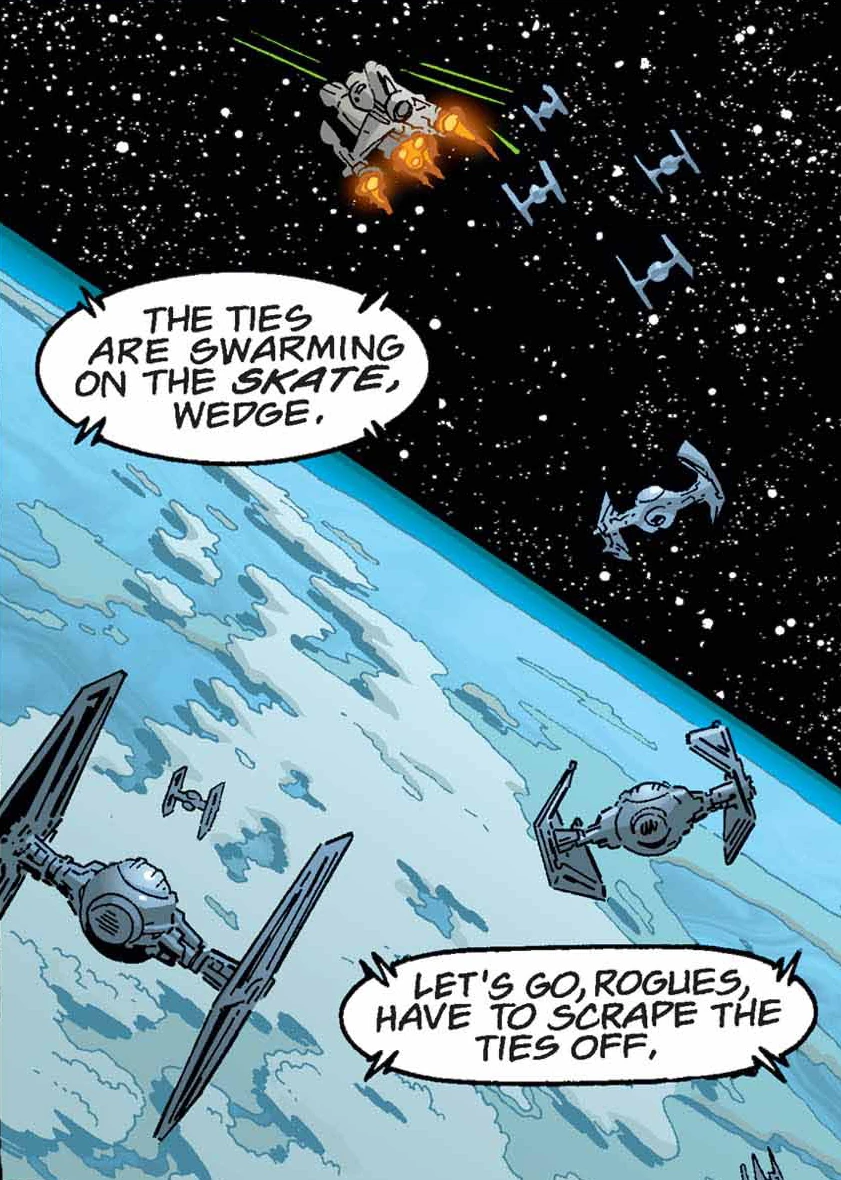 THE TIES
ARE SWARMING
ON THE SKATE,
WEDGE.
LET'S GO, ROGUES,
HAVE TO SCRAPE THE
TIES OFF.